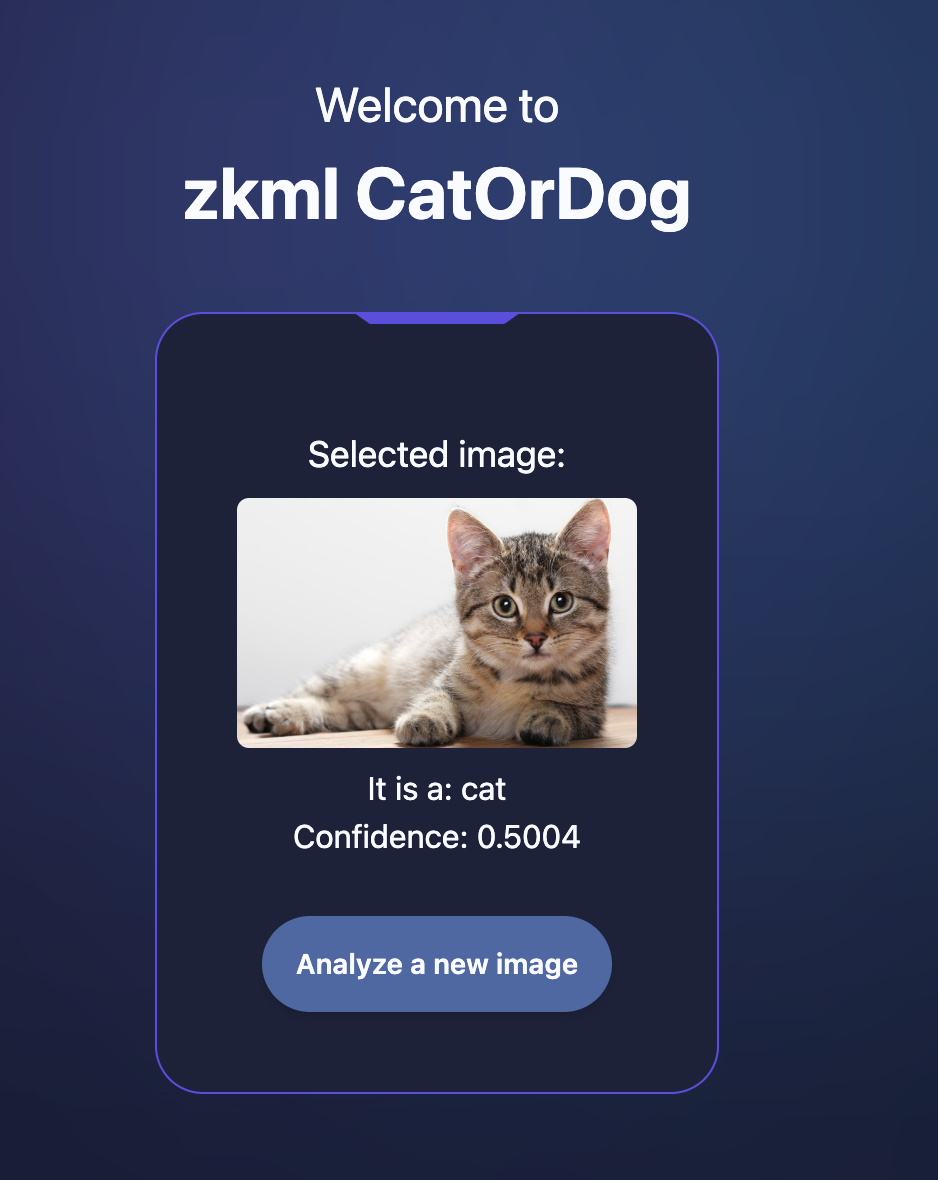 Welcome to
zkml CatOrDog
Selected image:
It is a: cat
Confidence: 0.5004
Analyze a new image